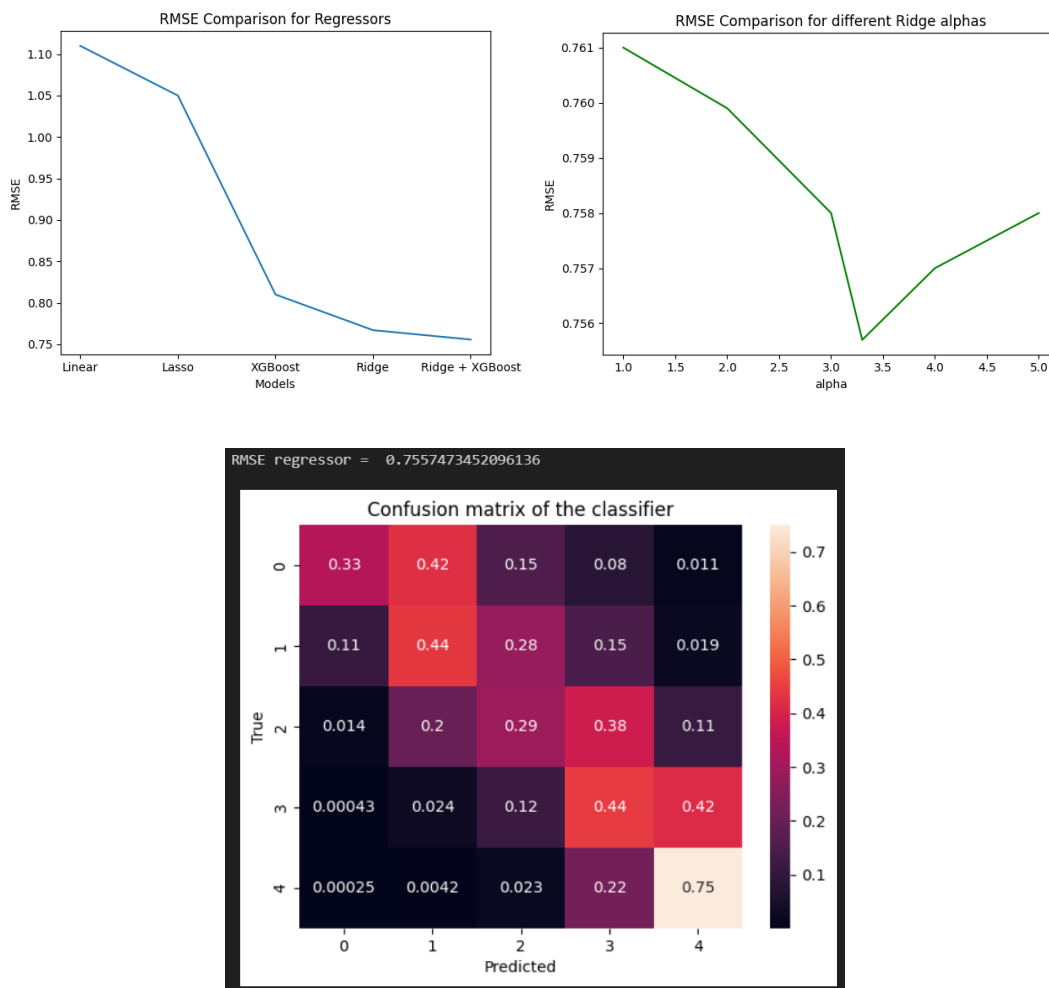 RMSE Comparison for Regressors
1.10
1.05
1.00
0.95
0.90
0.85
0.80
0.75
RMSE
Linear Lasso XGBoost Ridge Ridge + XGBoost
Models
RMSE Comparison for different Ridge alphas
0.761
0.760
0.759
0.758
0.757
0.756
RMSE
1.0 1.5 2.0 2.5 3.0 3.5 4.0 4.5 5.0
alpha
RMSE regressor = 0.7557473452096136
Confusion matrix of the classifier
0 0.33 0.42 0.15 0.08 0.011
1 0.11 0.44 0.28 0.15 0.019
2 0.014 0.2 0.29 0.38 0.11
3 0.00043 0.024 0.12 0.44 0.42
4 0.00025 0.0042 0.023 0.22 0.75
True
0 1 2 3 4
Predicted
0.7
0.6
0.5
0.4
0.3
0.2
0.1